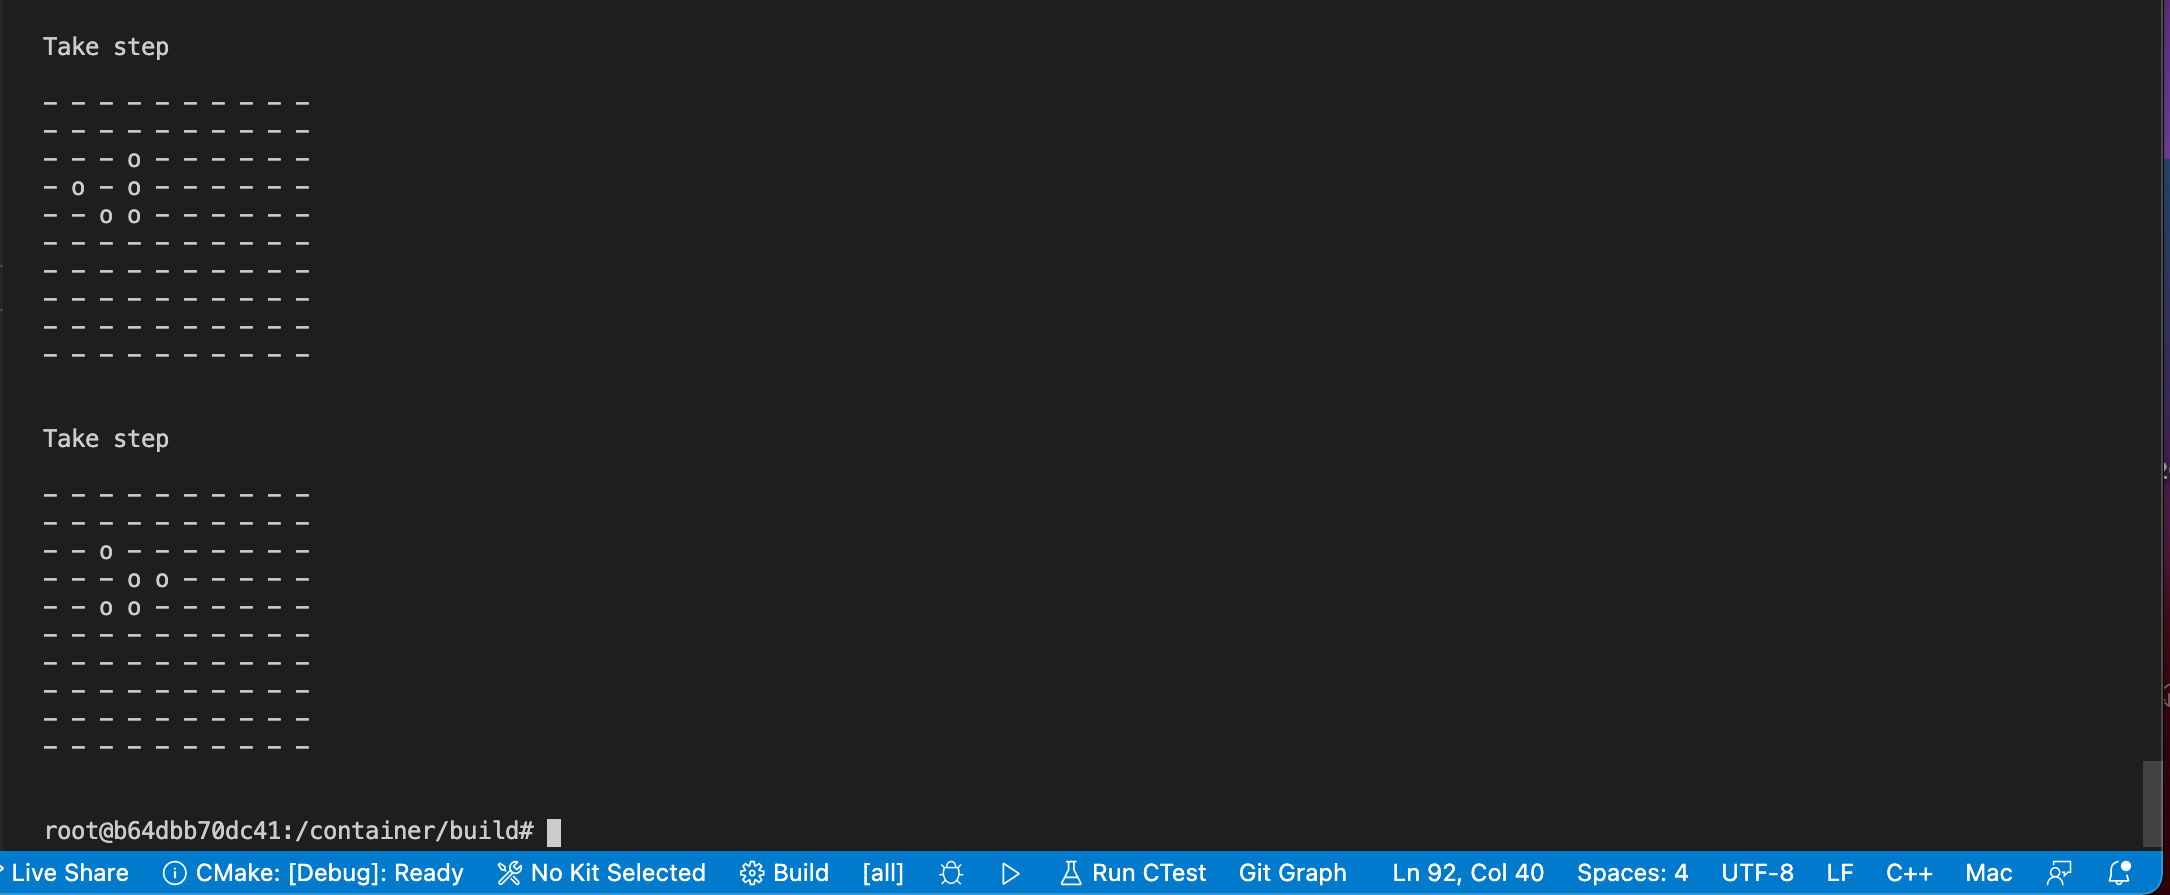 Take step
- - - - - - - - - -
- - - - - - - - - -
- - - o - - - - - -
- o - o - - - - - -
- - o o - - - - - -
- - - - - - - - - -
- - - - - - - - - -
- - - - - - - - - -
- - - - - - - - - -
- - - - - - - - - -
Take step
- - - - - - - - - -
- - - - - - - - - -
- - o - - - - - - -
- - - o o - - - - -
- - o o - - - - - -
- - - - - - - - - -
- - - - - - - - - -
- - - - - - - - - -
- - - - - - - - - -
- - - - - - - - - -
root@b64dbb70dc41:/container/build#
Live Share CMake: [Debug]: Ready No Kit Selected Build [all] Run CTest Git Graph Ln 92, Col 40 Spaces: 4 UTF-8 LF C++ Mac